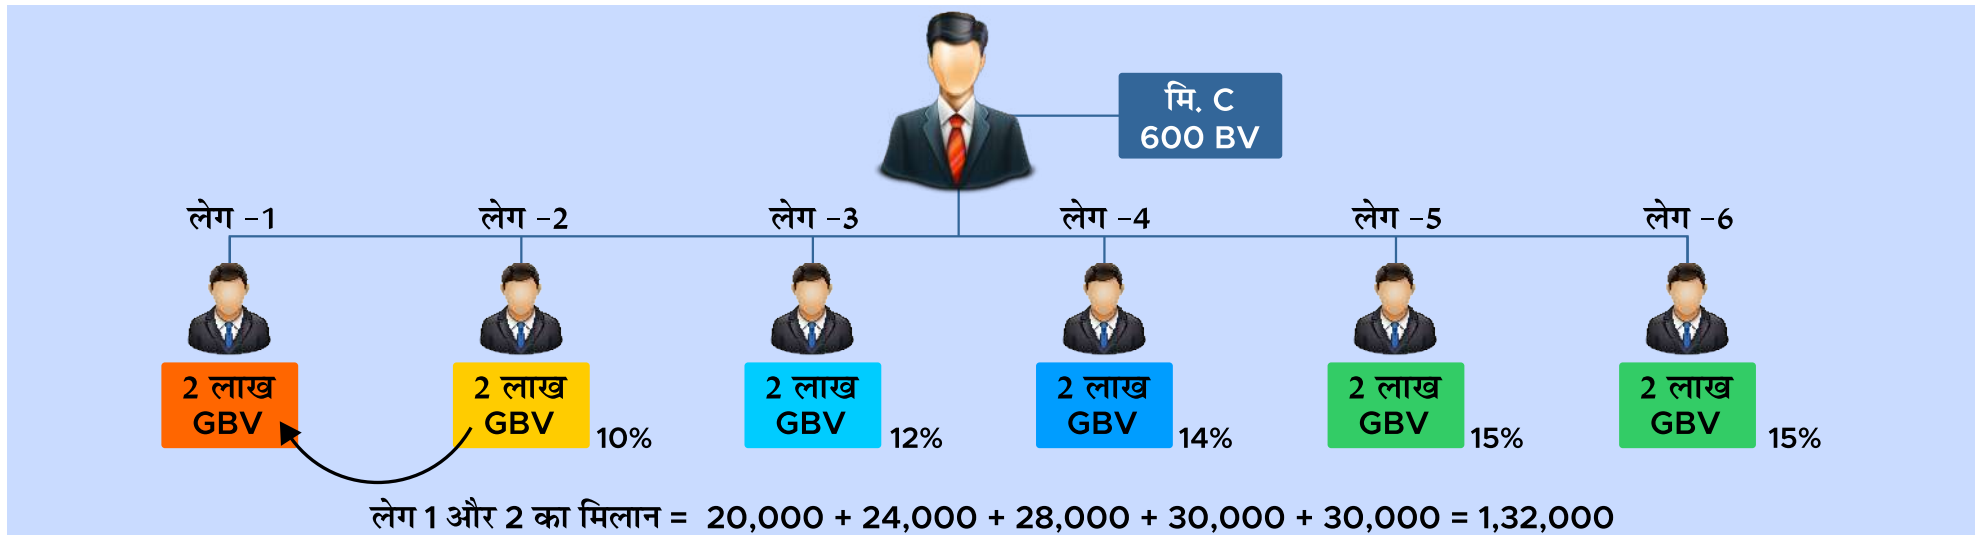 मि. C
600 BV
लेग -1
लेग -2
लेग -3
लेग -4
लेग -5
लेग -6
2 लाख
GBV
2 लाख
GBV
10%
2 लाख
GBV
12%
2 लाख
GBV
14%
2 लाख
GBV
15%
2 लाख
GBV
15%
लेग 1 और 2 का मिलान = 20,000 + 24,000 + 28,000 + 30,000 + 30,000 = 1,32,000